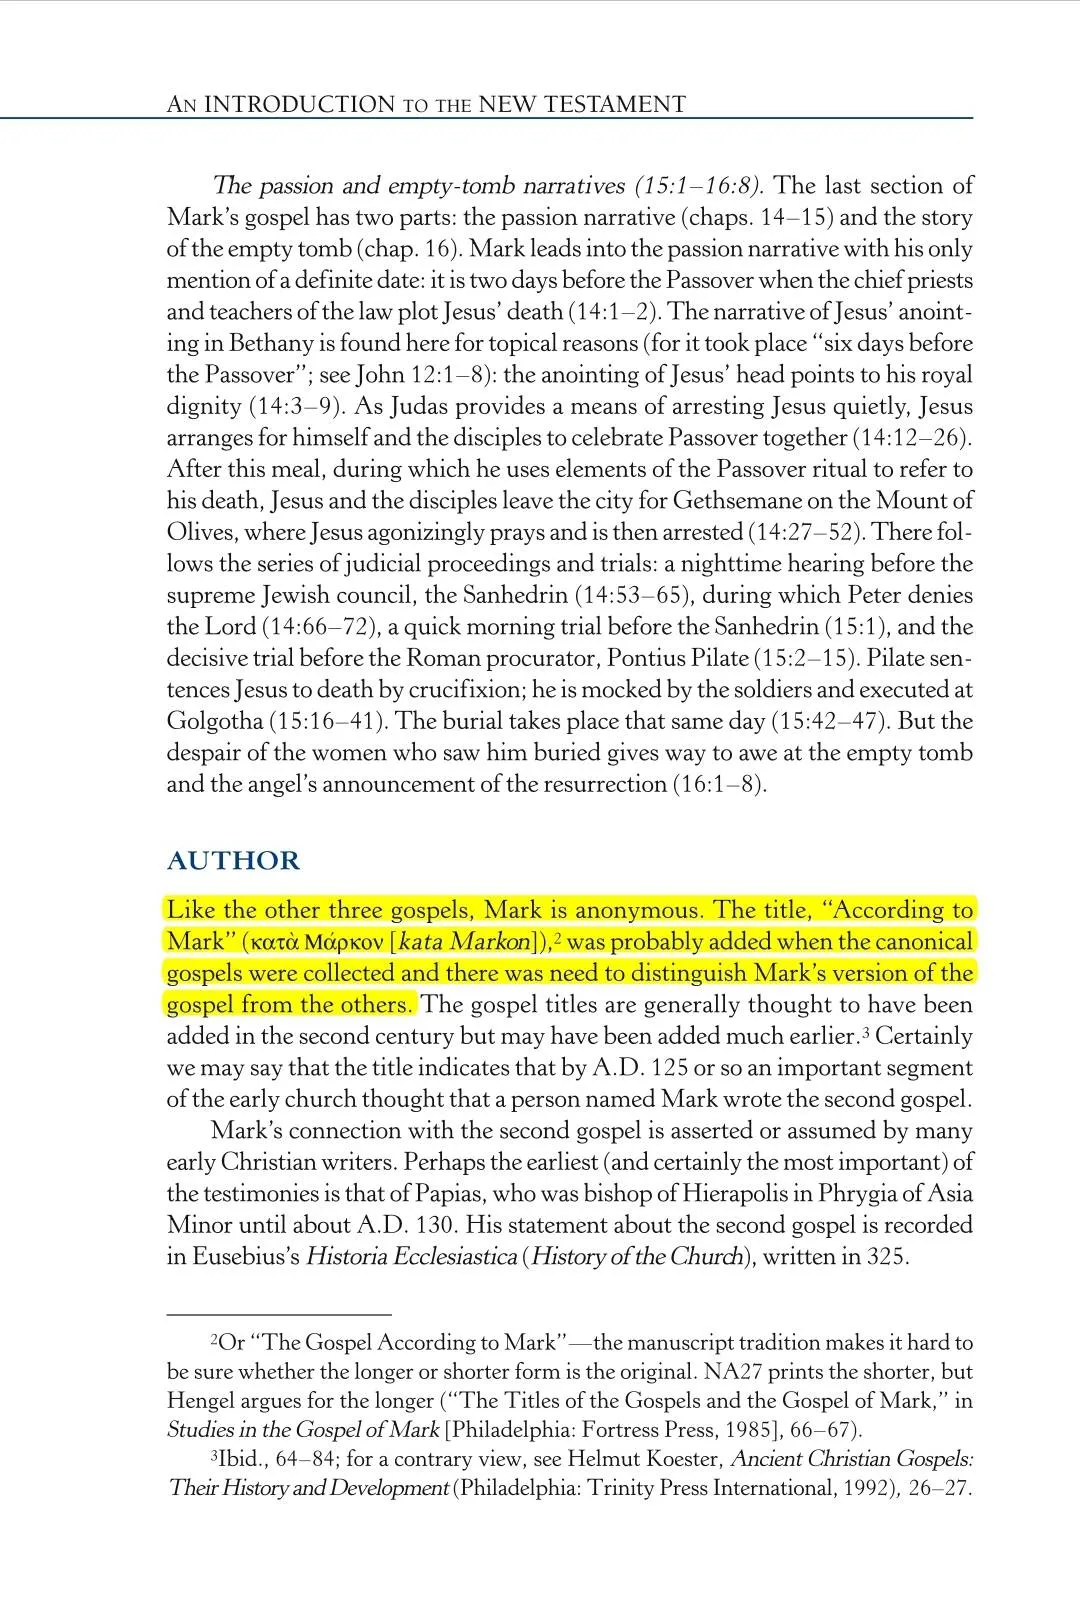 AN INTRODUCTION TO THE NEW TESTAMENT
The passion and empty-tomb narratives (15:1–16:8). The last section of
Mark's gospel has two parts: the passion narrative (chaps. 14–15) and the story
of the empty tomb (chap. 16). Mark leads into the passion narrative with his only
mention of a definite date: it is two days before the Passover when the chief priests
and teachers of the law plot Jesus' death (14:1–2). The narrative of Jesus' anoint-
ing in Bethany is found here for topical reasons (for it took place “six days before
the Passover”; see John 12:1–8): the anointing of Jesus' head points to his royal
dignity (14:3–9). As Judas provides a means of arresting Jesus quietly, Jesus
arranges for himself and the disciples to celebrate Passover together (14:12–26).
After this meal, during which he uses elements of the Passover ritual to refer to
his death, Jesus and the disciples leave the city for Gethsemane on the Mount of
Olives, where Jesus agonizingly prays and is then arrested (14:27–52). There fol-
lows the series of judicial proceedings and trials: a nighttime hearing before the
supreme Jewish council, the Sanhedrin (14:53–65), during which Peter denies
the Lord (14:66–72), a quick morning trial before the Sanhedrin (15:1), and the
decisive trial before the Roman procurator, Pontius Pilate (15:2–15). Pilate sen-
tences Jesus to death by crucifixion; he is mocked by the soldiers and executed at
Golgotha (15:16–41). The burial takes place that same day (15:42–47). But the
despair of the women who saw him buried gives way to awe at the empty tomb
and the angel's announcement of the resurrection (16:1–8).
AUTHOR
Like the other three gospels, Mark is anonymous. The title, “According to
Mark” (κατὰ Μάρκον [kata Markon]),2 was probably added when the canonical
gospels were collected and there was need to distinguish Mark's version of the
gospel from the others. The gospel titles are generally thought to have been
added in the second century but may have been added much earlier.3 Certainly
we may say that the title indicates that by A.D. 125 or so an important segment
of the early church thought that a person named Mark wrote the second gospel.
Mark's connection with the second gospel is asserted or assumed by many
early Christian writers. Perhaps the earliest (and certainly the most important) of
the testimonies is that of Papias, who was bishop of Hierapolis in Phrygia of Asia
Minor until about A.D. 130. His statement about the second gospel is recorded
in Eusebius's Historia Ecclesiastica (History of the Church), written in 325.
2Or “The Gospel According to Mark”—the manuscript tradition makes it hard to
be sure whether the longer or shorter form is the original. NA27 prints the shorter, but
Hengel argues for the longer (“The Titles of the Gospels and the Gospel of Mark,” in
Studies in the Gospel of Mark [Philadelphia: Fortress Press, 1985], 66–67).
3Ibid., 64–84; for a contrary view, see Helmut Koester, Ancient Christian Gospels:
Their History and Development (Philadelphia: Trinity Press International, 1992), 26–27.